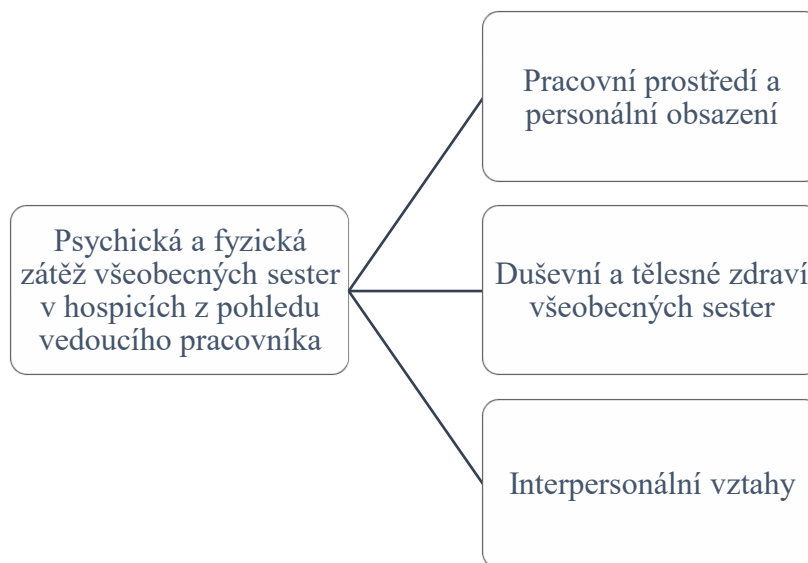 Psychická a fyzická
zátěž všeobecných sester
v hospicích z pohledu
vedoucího pracovníka
Pracovní prostředí a
personální obsazení
Duševní a tělesné zdraví
všeobecných sester
Interpersonální vztahy